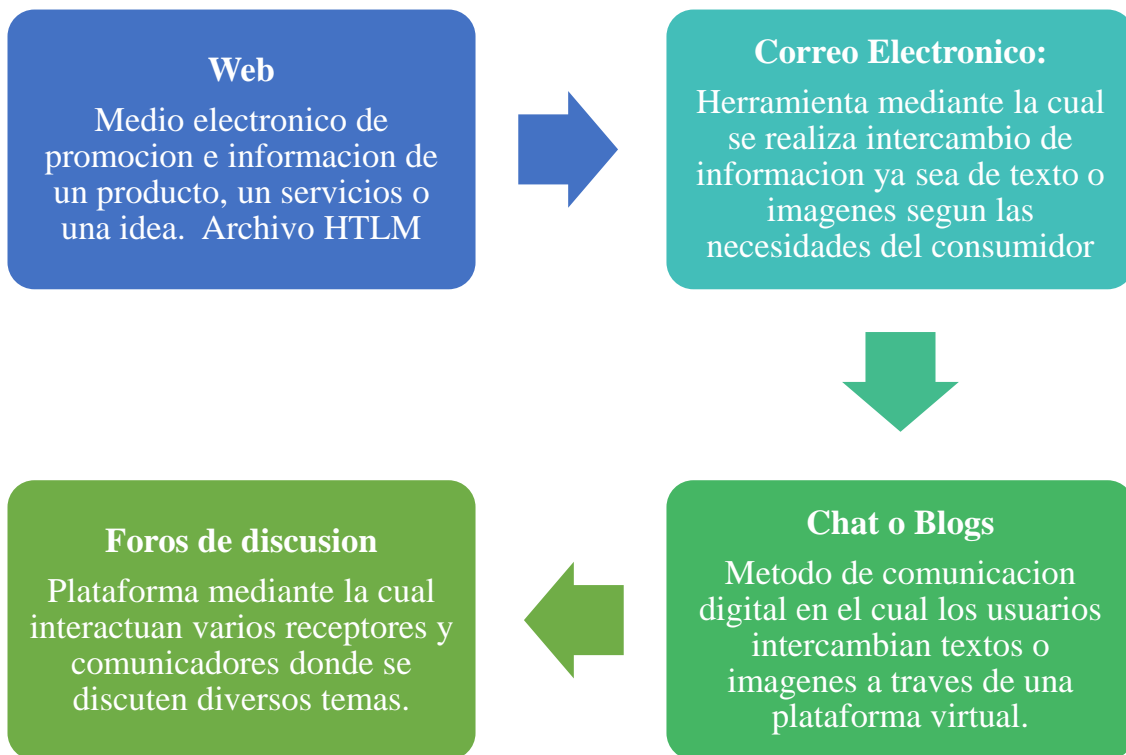 Web
Medio electronico de
promocion e informacion de
un producto, un servicios o
una idea.  Archivo HTLM
Correo Electronico:
Herramienta mediante la cual
se realiza intercambio de
informacion ya sea de texto o
imagenes segun las
necesidades del consumidor
Chat o Blogs
Metodo de comunicacion
digital en el cual los usuarios
intercambian textos o
imagenes a traves de una
plataforma virtual.
Foros de discusion
Plataforma mediante la cual
interactuan varios receptores y
comunicadores donde se
discuten diversos temas.